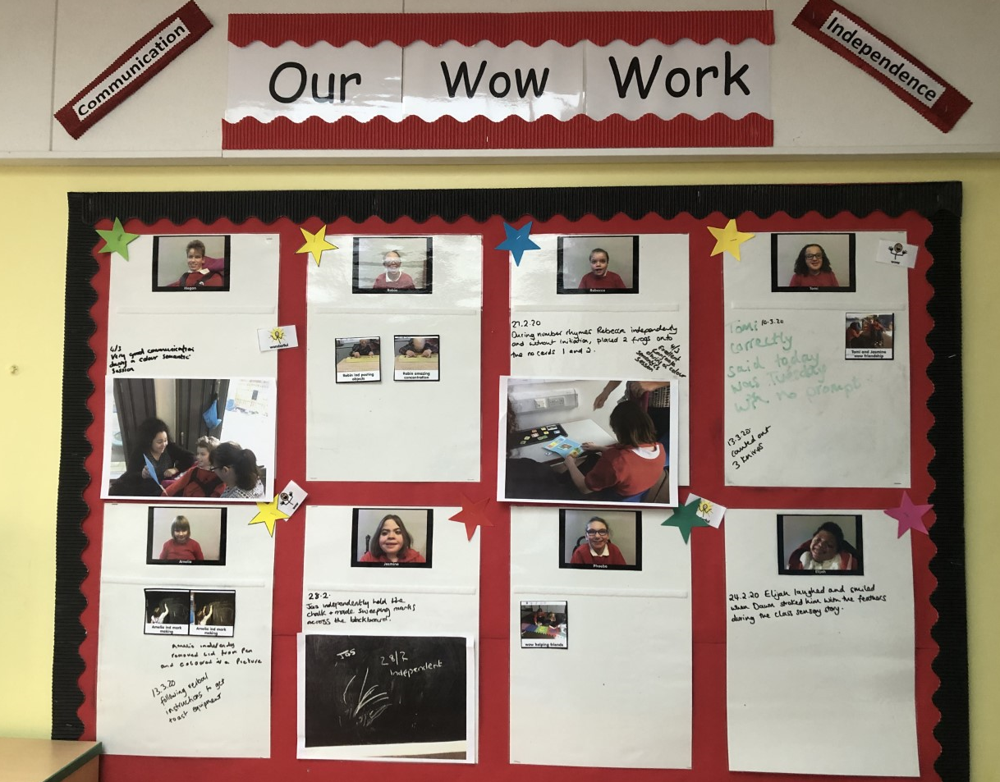 Communication
Our Wow Work
Independence
Megan
4/3
Very good communication
during a colour semantic
session
wonderful
Robin
Robin ind posting
objects
Robin amazing
concentration
Rebecca
27.2.20
During number rhymes Rebecca independently
and without initiation, placed 2 frogs onto
the no cards 1 and 2.
4/3
Excellent
language
during a colour
semantics
session
Tomi
wow
Tomi 10.3.20
correctly
said today
was Tuesday
with no prompt
Tomi and Jasmine
wow friendship
13.3.20
counted out
3 knives
Amelia
Amelia ind mark
making
Amelia ind mark
making
Amelia independly
removed lid from Pen
and coloured in a Picture
13.3.20
following verbal
instructions to get
toast equipment
Jasmine
28.2.
Jas independently held the
chalk + made sweeping marks
across the blackboard.
Jas
28/2
independent
Phoebe
wonderful
wow helping friends
Elijah
24.2.20 Elijah laughed and smiled
when Dawn stroked him with the feathers
during the class sensory story.